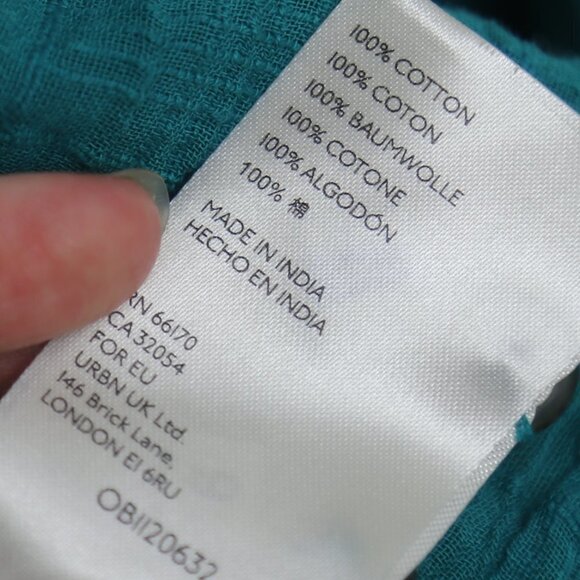 100% COTTON
100% COTON
100% BAUMWOLLE
100% COTONE
100% ALGODÓN
100% 棉
MADE IN INDIA
HECHO EN INDIA
RN 66170
CA 32054
FOR EU
URBN UK Ltd.
146 Brick Lane,
LONDON E1 6RU
OB1120632